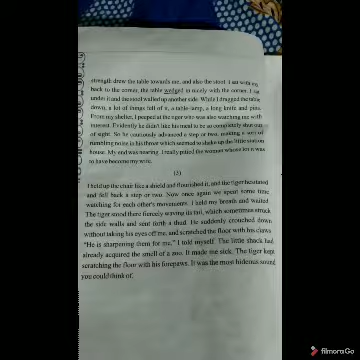 strength drew the table towards me, and also the stool. I sat with my
back to the corner, the table wedged in nicely with the corner. I sat
under it and the stool walled up another side. While I dragged the table
down, a lot of things fell off it, a table-lamp, a long knife and pins.
From my shelter, I peeped at the tiger who was also watching me with
interest. Evidently he didn't like his meal to be so completely shut out
of sight. So he cautiously advanced a step or two, making a sort of
rumbling noise in his throat which seemed to shake up the little station
house. My end was nearing. I really pitied the woman whose lot it was
to have become my wife.
(2)
I held up the chair like a shield and flourished it, and the tiger hesitated
and fell back a step or two. Now once again we spent some time
watching for each other's movements. I held my breath and waited.
The tiger stood there fiercely waving its tail, which sometimes struck
the side walls and sent forth a thud. He suddenly crouched down
without taking his eyes off me, and scratched the floor with his claws
"He is sharpening them for me," I told myself. The little shack had
already acquired the smell of a zoo. It made me sick. The tiger kept
scratching the floor with his forepaws. It was the most hideous sound
you could think of.
filmoraGo